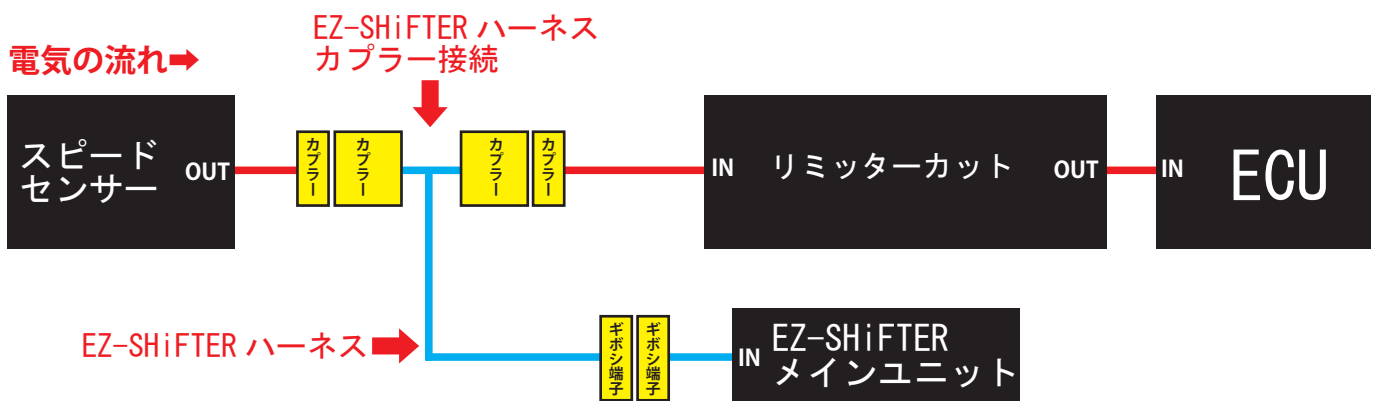 電気の流れ➡
EZ-SHiFTER ハーネス
カプラー接続
スピード
センサー
OUT
カプラー
カプラー
カプラー
カプラー
IN
リミッターカット
OUT
IN
ECU
EZ-SHiFTER ハーネス
ギボシ端子
ギボシ端子
IN
EZ-SHiFTER
メインユニット